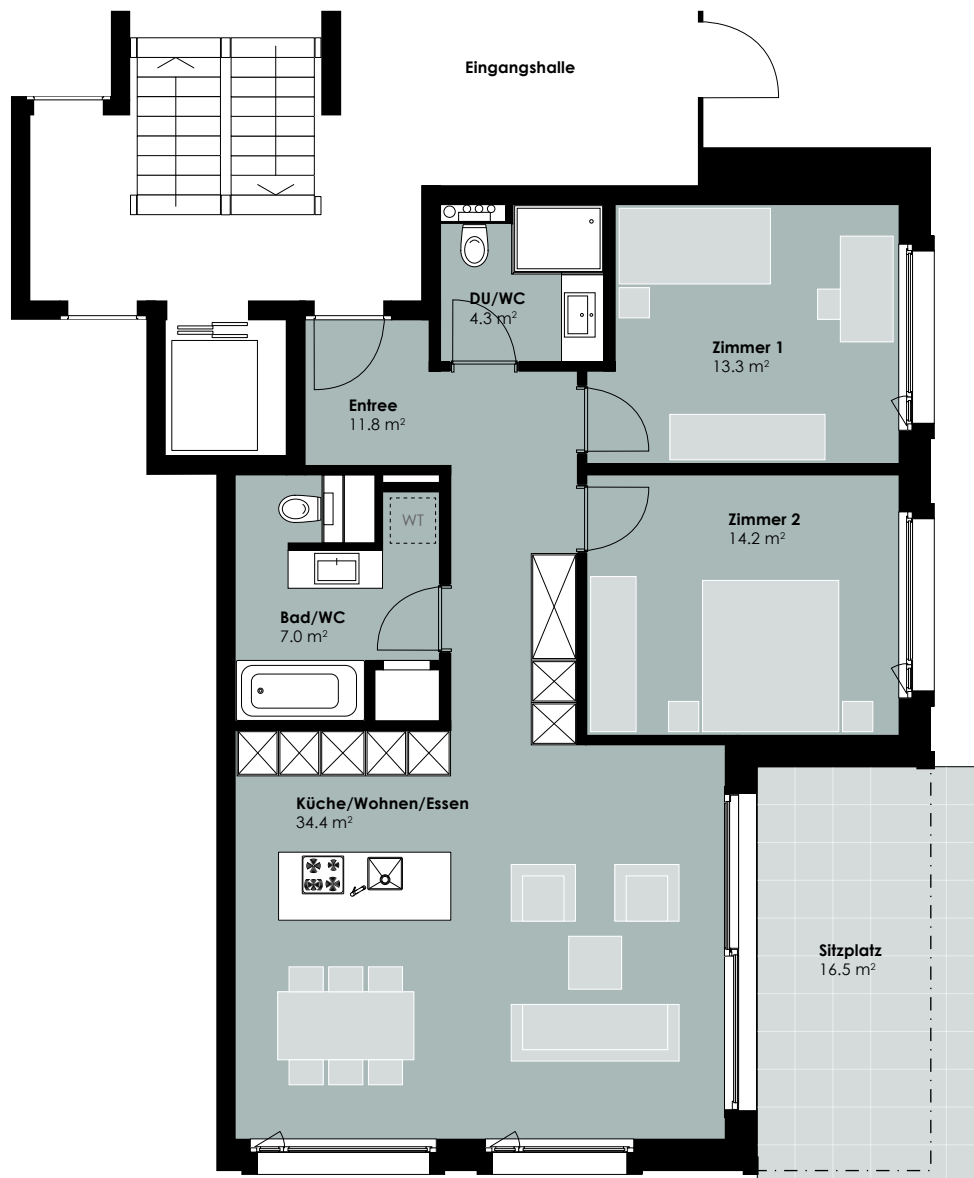 Eingangshalle
DU/WC
4.3 m²
Zimmer 1
13.3 m²
Entree
11.8 m²
WT
Zimmer 2
14.2 m²
Bad/WC
7.0 m²
Küche/Wohnen/Essen
34.4 m²
Sitzplatz
16.5 m²